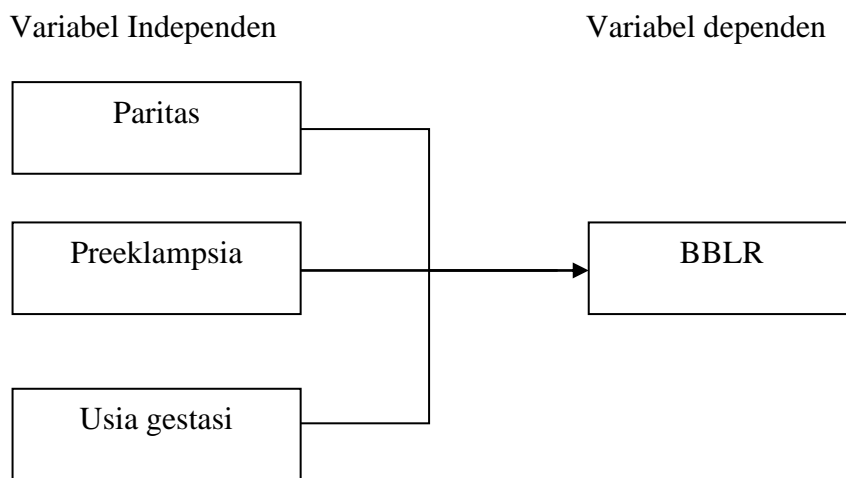 Variabel Independen
Variabel dependen
Paritas
Preeklampsia
BBLR
Usia gestasi